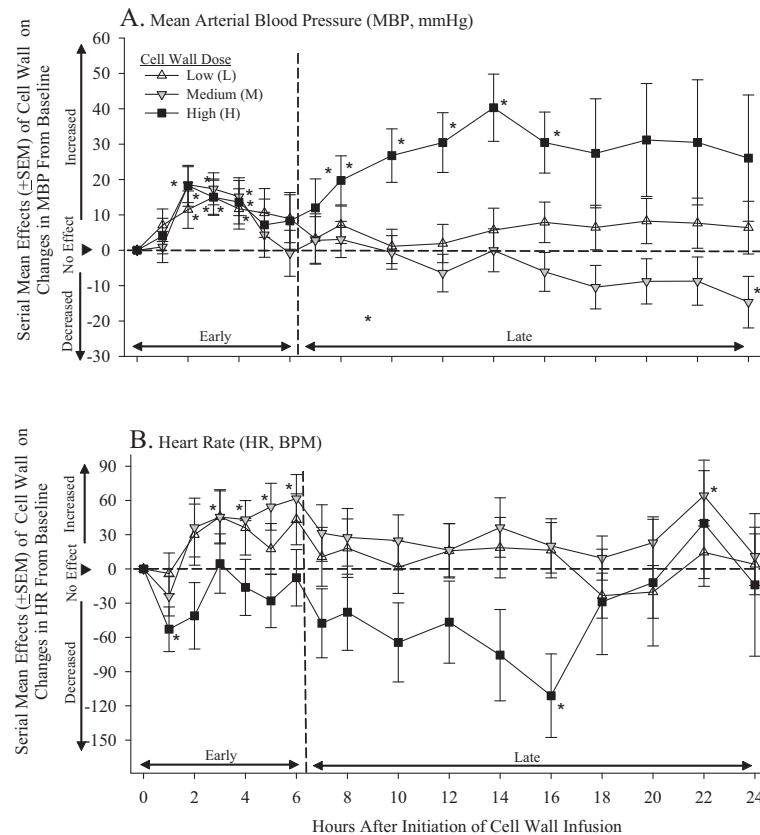 A. Mean Arterial Blood Pressure (MBP, mmHg)
Serial Mean Effects (±SEM) of Cell Wall on
Changes in MBP From Baseline
Increased
No Effect
Decreased
60
50
40
30
20
10
0
-10
-20
-30
Cell Wall Dose
Low (L)
Medium (M)
High (H)
* * * * * * * * * * * * * * * *
Early
Late
B. Heart Rate (HR, BPM)
Serial Mean Effects (±SEM) of Cell Wall on
Changes in HR From Baseline
Increased
No Effect
Decreased
90
60
30
0
-30
-60
-90
-120
-150
* * * * * * *
Early
Late
0 2 4 6 8 10 12 14 16 18 20 22 24
Hours After Initiation of Cell Wall Infusion